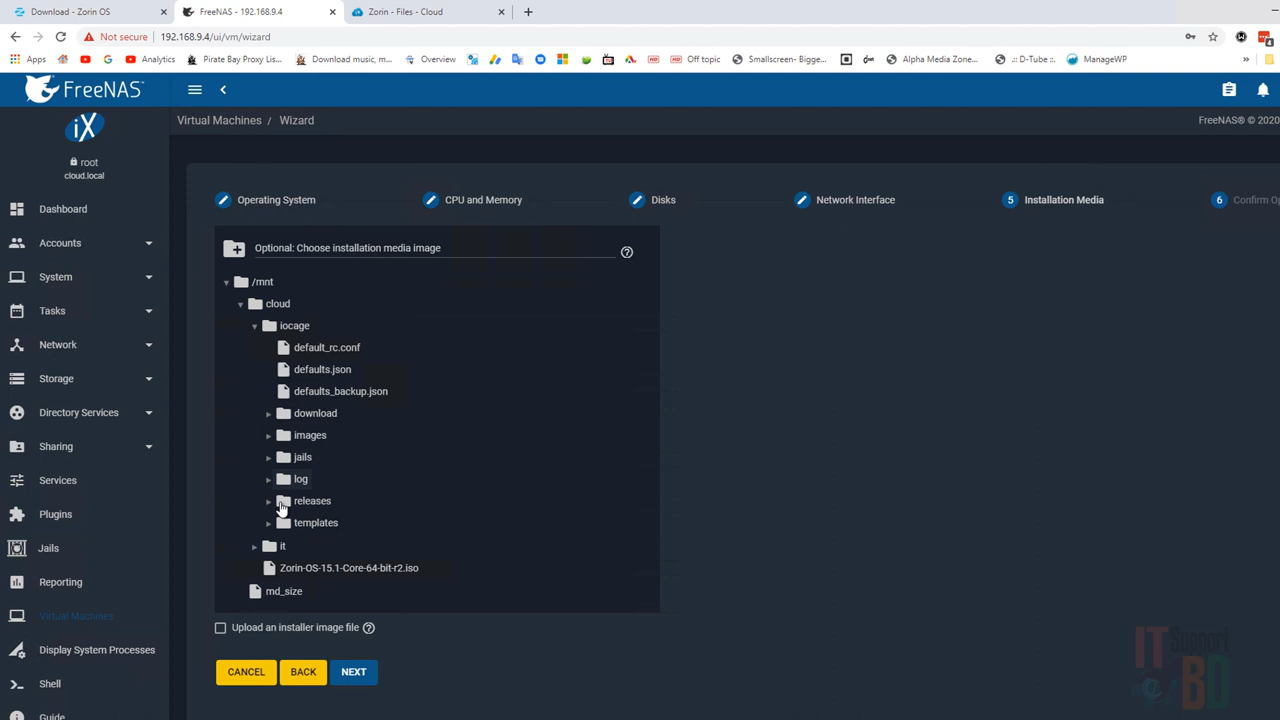 Download - Zorin OS
FreeNAS - 192.168.9.4
Zorin - Files - Cloud
Not secure 192.168.9.4/ui/vm/wizard
Apps Analytics Pirate Bay Proxy Lis... Download music, m... Overview Off topic Smallscreen- Bigge... Alpha Media Zone... .:: D-Tube ::. ManageWP »
FreeNAS
Virtual Machines / Wizard
FreeNAS® © 2020
iX
root
cloud.local
Dashboard
Accounts
System
Tasks
Network
Storage
Directory Services
Sharing
Services
Plugins
Jails
Reporting
Virtual Machines
Display System Processes
Shell
Guide
Operating System
CPU and Memory
Disks
Network Interface
5 Installation Media
6 Confirm Op
Optional: Choose installation media image
/mnt
cloud
iocage
default_rc.conf
defaults.json
defaults_backup.json
download
images
jails
log
releases
templates
it
Zorin-OS-15.1-Core-64-bit-r2.iso
md_size
Upload an installer image file
CANCEL BACK NEXT
IT Support BD